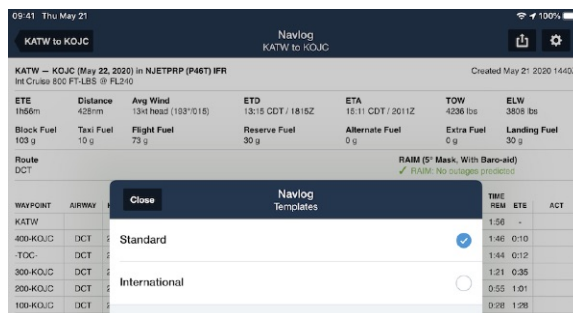 09:41 Thu May 21 100%
KATW to KOJC
Navlog
KATW to KOJC
KATW — KOJC (May 22, 2020) in NJETPRP (P46T) IFR
Created May 21 2020 1440
Int Cruise 800 FT-LBS @ FL240
ETE Distance Avg Wind ETD ETA TOW ELW
1h56m 428nm 13kt head (193°/015) 13:15 CDT / 1815Z 15:11 CDT / 2011Z 4236 lbs 3808 lbs
Block Fuel Taxi Fuel Flight Fuel Reserve Fuel Alternate Fuel Extra Fuel Landing Fuel
103 g 10 g 73 g 30 g 0 g 0 g 30 g
Route RAIM (5° Mask, With Baro-aid)
DCT ✓ RAIM: No outages predicted
Close
Navlog
Templates
Standard
International
TIME
WAYPOINT AIRWAY REM ETE ACT
KATW 1:56 -
400-KOJC DCT 1:46 0:10
-TOC- DCT 1:44 0:12
300-KOJC DCT 1:21 0:35
200-KOJC DCT 0:55 1:01
100-KOJC DCT 0:28 1:28